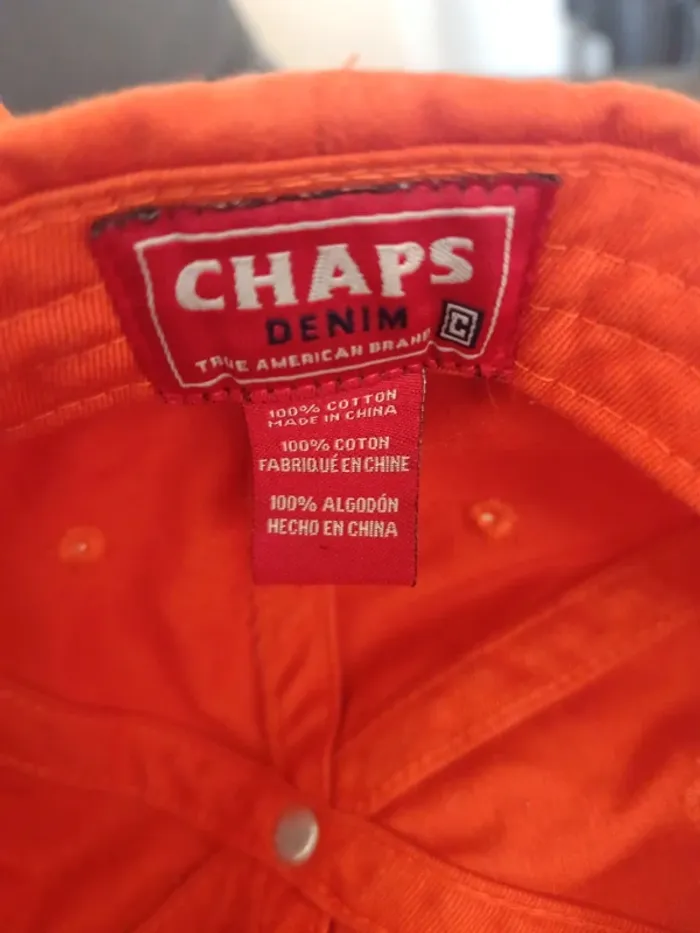 CHAPS
DENIM
C
TRUE AMERICAN BRAND
100% COTTON
MADE IN CHINA
100% COTON
FABRIQUÉ EN CHINE
100% ALGODÓN
HECHO EN CHINA